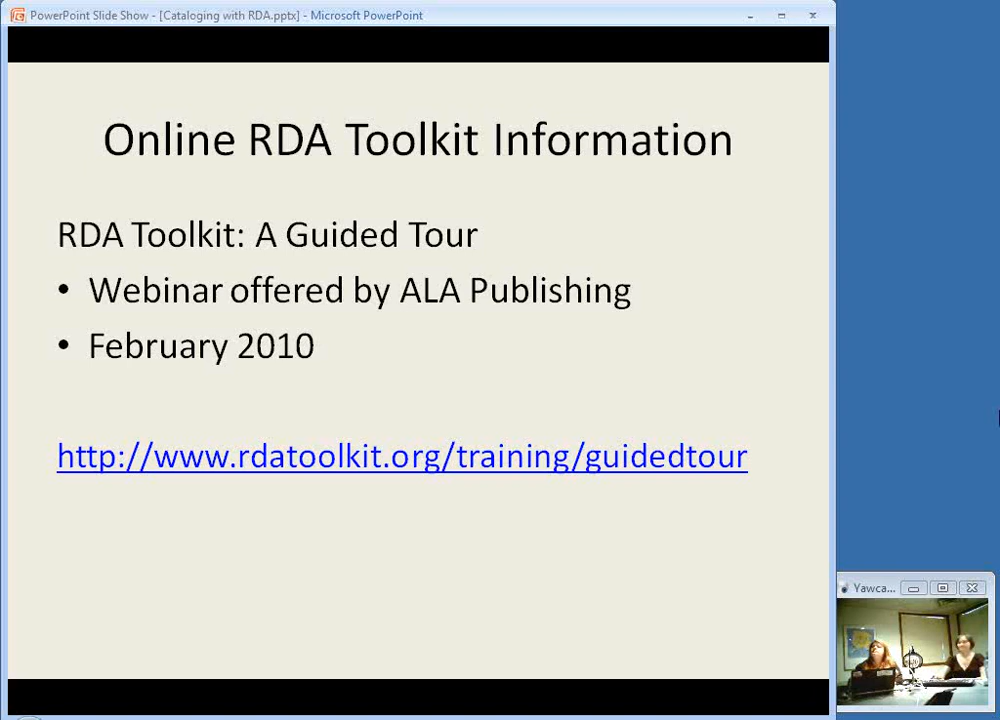 PowerPoint Slide Show - [Cataloging with RDA.pptx] - Microsoft PowerPoint
Online RDA Toolkit Information
RDA Toolkit: A Guided Tour
• Webinar offered by ALA Publishing
• February 2010
http://www.rdatoolkit.org/training/guidedtour
Yawca...